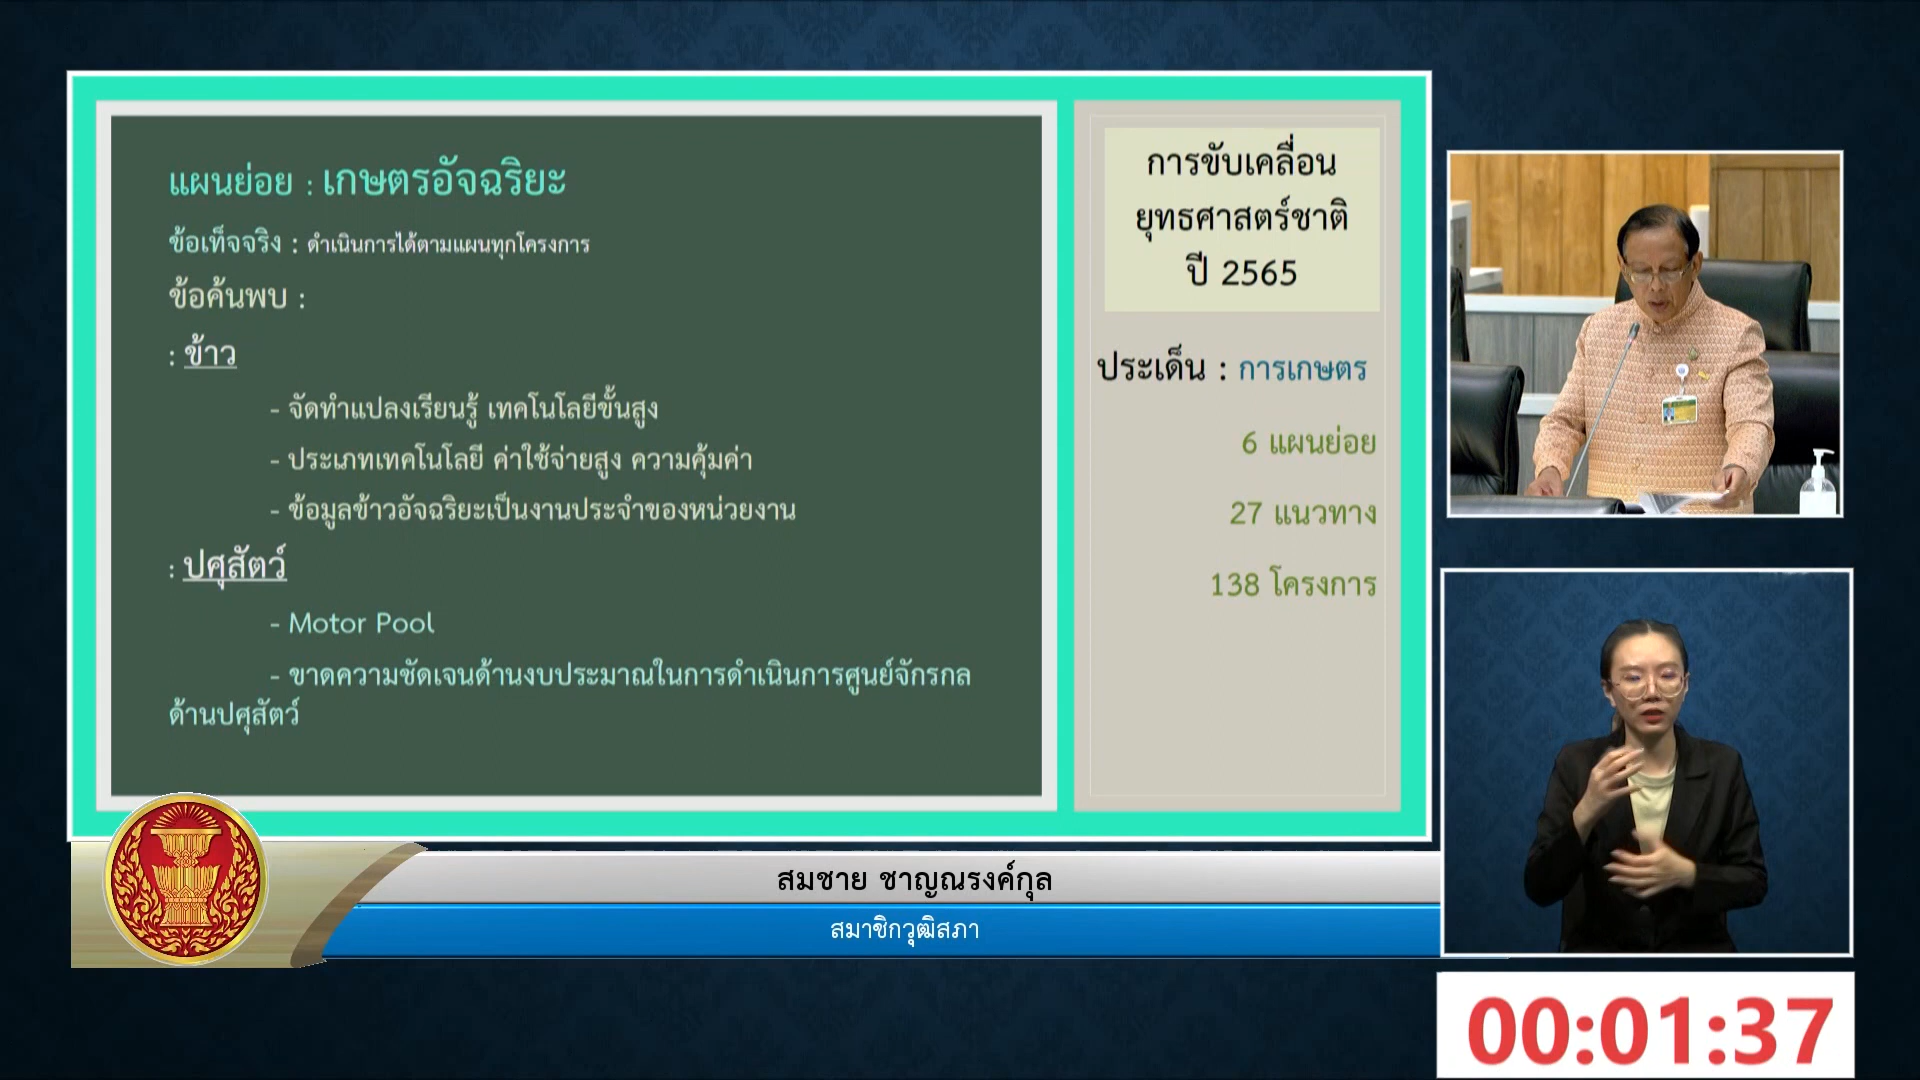 แผนย่อย : เกษตรอัจฉริยะ
ข้อเท็จจริง : ดำเนินการได้ตามแผนทุกโครงการ
ข้อค้นพบ :
: ข้าว
- จัดทำแปลงเรียนรู้ เทคโนโลยีขั้นสูง
- ประเภทเทคโนโลยี ค่าใช้จ่ายสูง ความคุ้มค่า
- ข้อมูลข้าวอัจฉริยะเป็นงานประจำของหน่วยงาน
: ปศุสัตว์
- Motor Pool
- ขาดความชัดเจนด้านงบประมาณในการดำเนินการศูนย์จักรกล
ด้านปศุสัตว์
การขับเคลื่อน
ยุทธศาสตร์ชาติ
ปี 2565
ประเด็น : การเกษตร
6 แผนย่อย
27 แนวทาง
138 โครงการ
สมชาย ชาญณรงค์กุล
สมาชิกวุฒิสภา
00:01:37